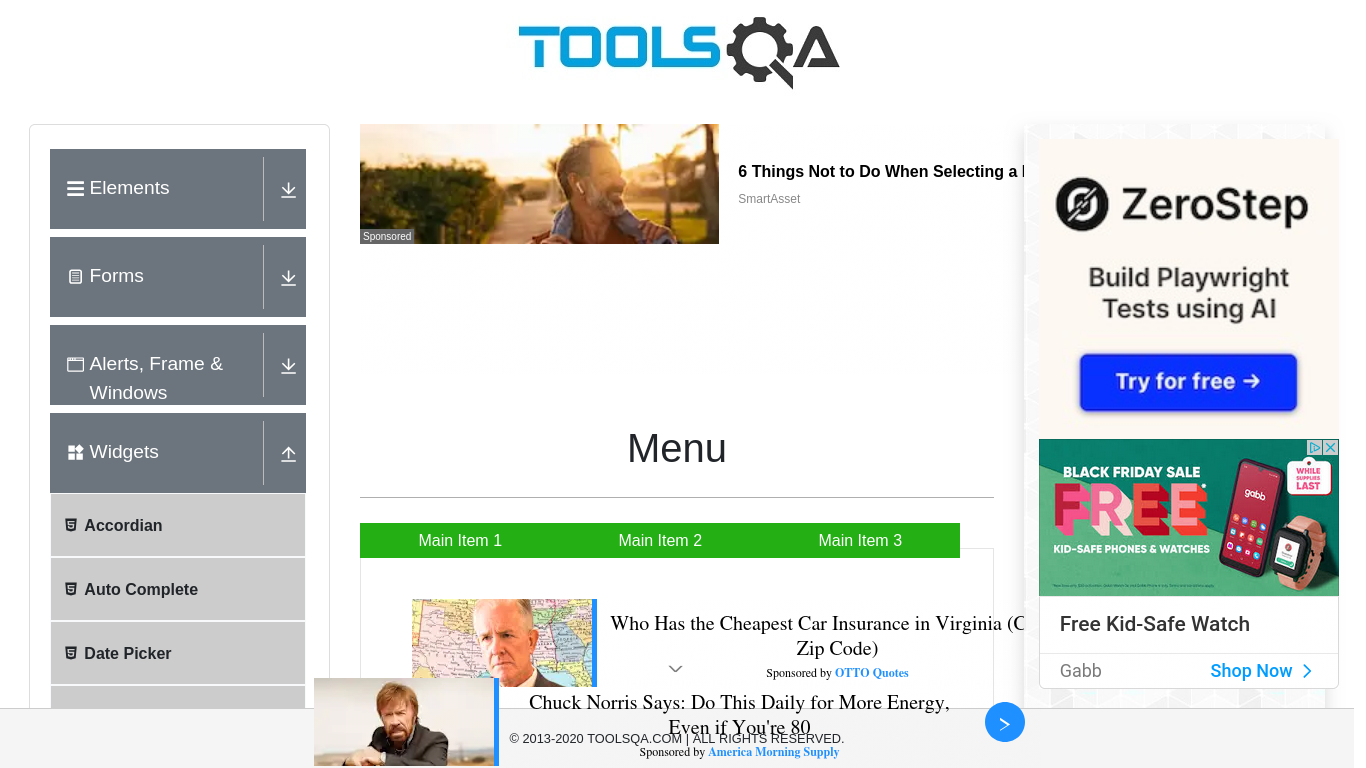 TOOLSQA
Elements
Forms
Alerts, Frame &
Windows
Widgets
Accordian
Auto Complete
Date Picker
Sponsored
6 Things Not to Do When Selecting a
SmartAsset
Menu
Main Item 1
Main Item 2
Main Item 3
Who Has the Cheapest Car Insurance in Virginia (
Zip Code)
Sponsored by OTTO Quotes
Chuck Norris Says: Do This Daily for More Energy,
Even if You're 80
Sponsored by America Morning Supply
© 2013-2020 TOOLSQA.COM | ALL RIGHTS RESERVED.
ZeroStep
Build Playwright
Tests using AI
Try for free →
BLACK FRIDAY SALE
FREE*
KID-SAFE PHONES & WATCHES
gabb
WHILE
SUPPLIES
LAST
Free Kid-Safe Watch
Gabb
Shop Now